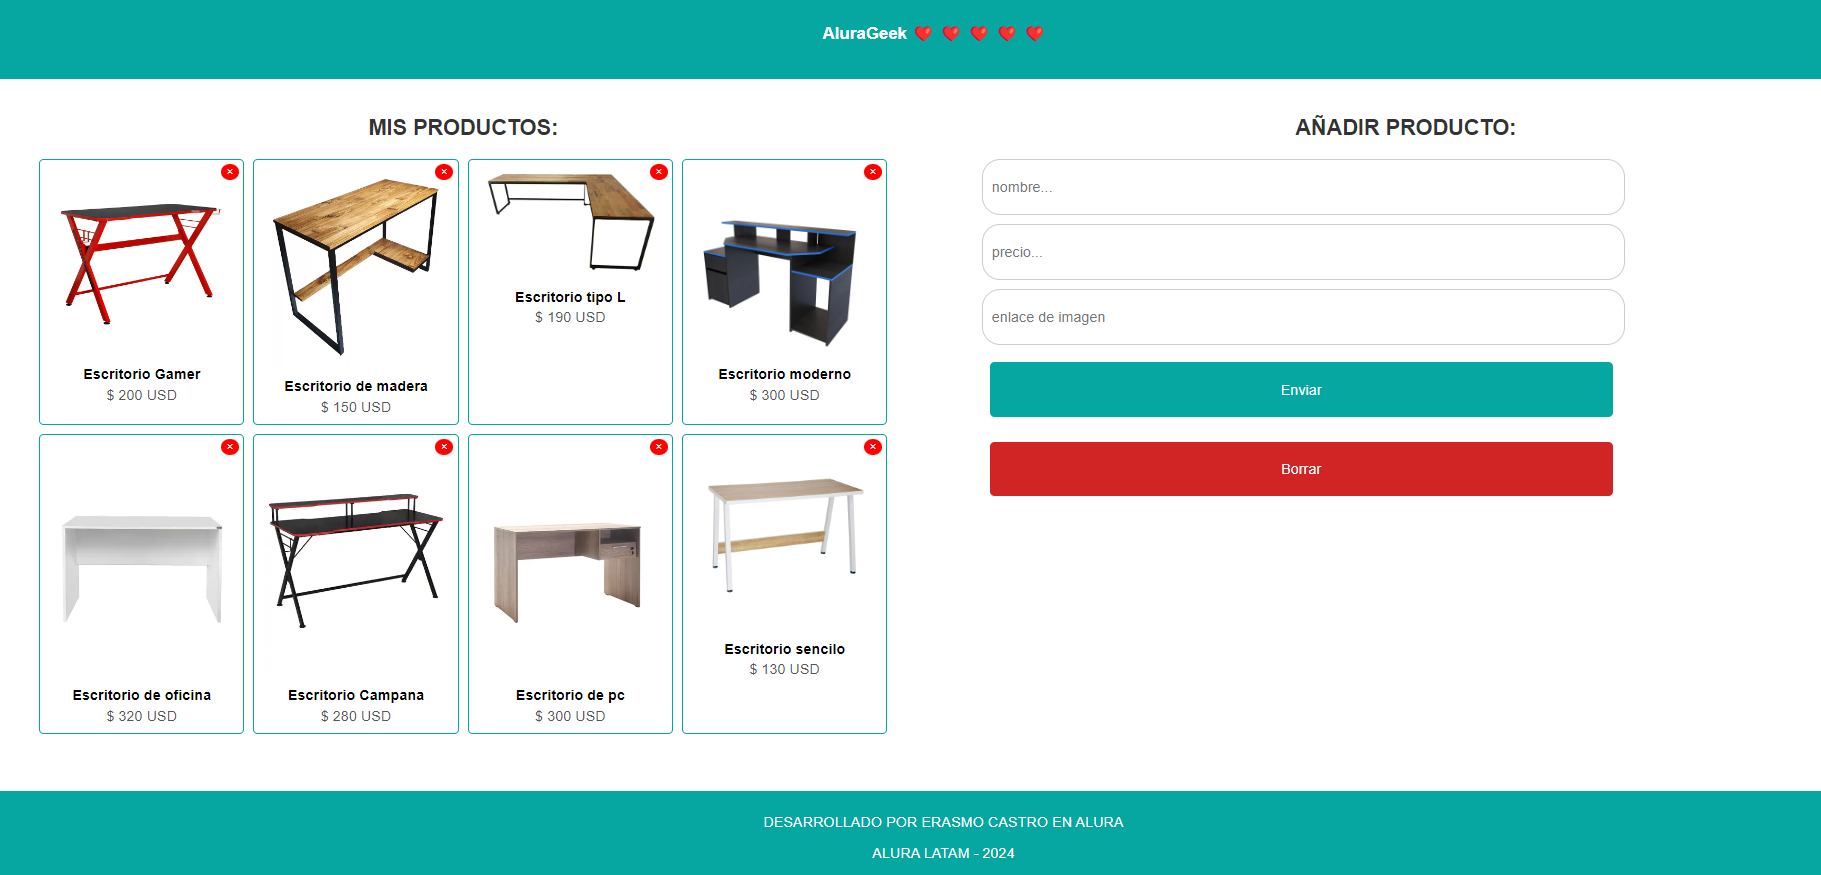 AluraGeek ❤️ ❤️ ❤️ ❤️ ❤️
MIS PRODUCTOS:
Escritorio Gamer
$ 200 USD
Escritorio de madera
$ 150 USD
Escritorio tipo L
$ 190 USD
Escritorio moderno
$ 300 USD
Escritorio de oficina
$ 320 USD
Escritorio Campana
$ 280 USD
Escritorio de pc
$ 300 USD
Escritorio sencilo
$ 130 USD
AÑADIR PRODUCTO:
nombre...
precio...
enlace de imagen
Enviar
Borrar
DESARROLLADO POR ERASMO CASTRO EN ALURA
ALURA LATAM - 2024